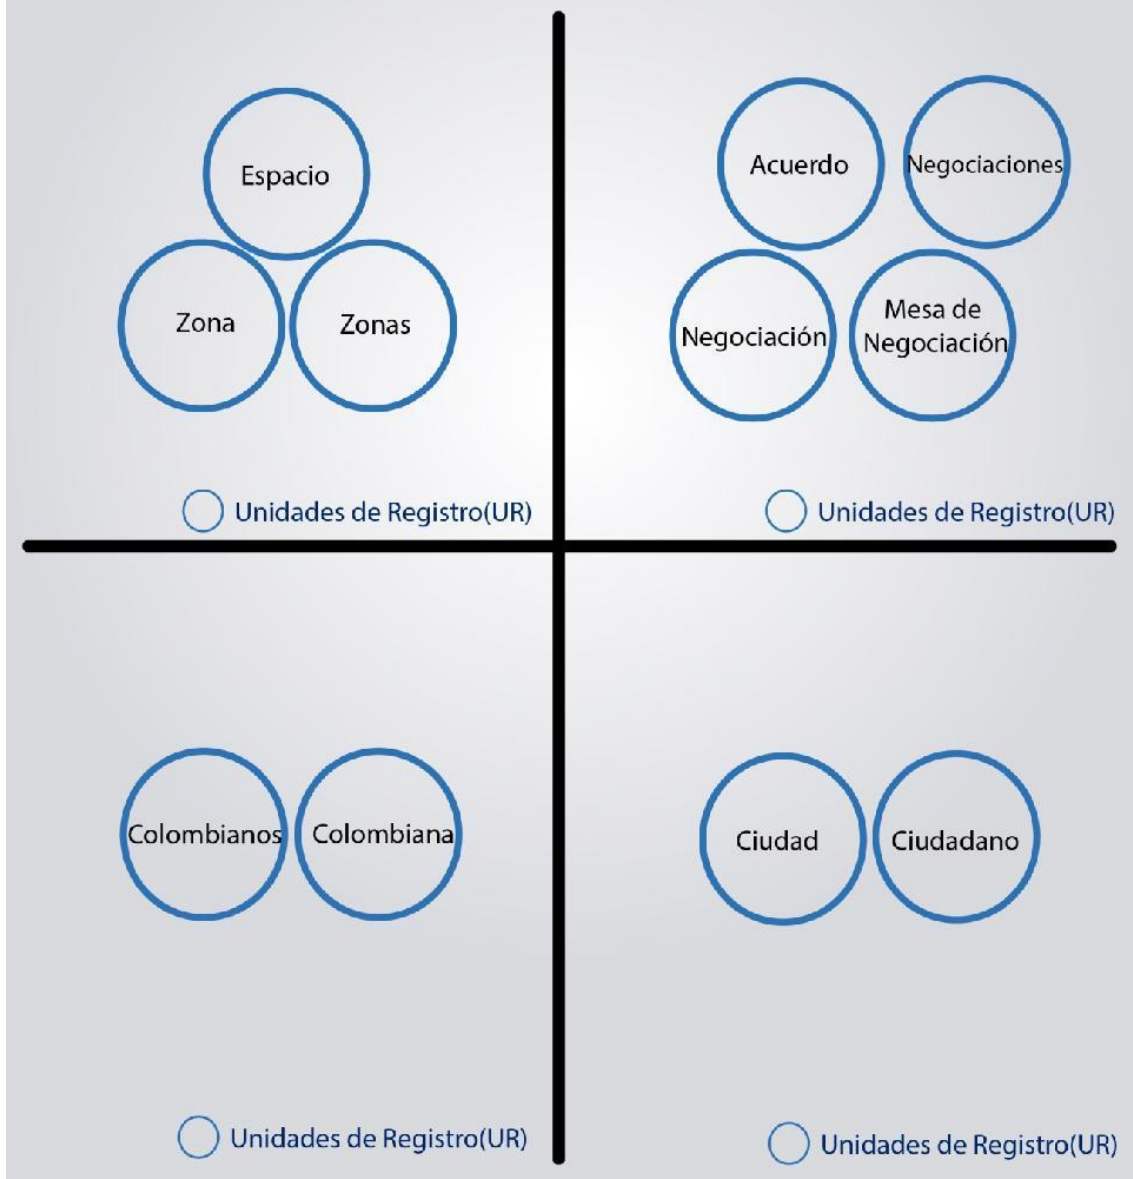 Espacio
Zona
Zonas
Unidades de Registro(UR)
Acuerdo
Negociaciones
Negociación
Mesa de
Negociación
Unidades de Registro(UR)
Colombianos
Colombiana
Unidades de Registro(UR)
Ciudad
Ciudadano
Unidades de Registro(UR)